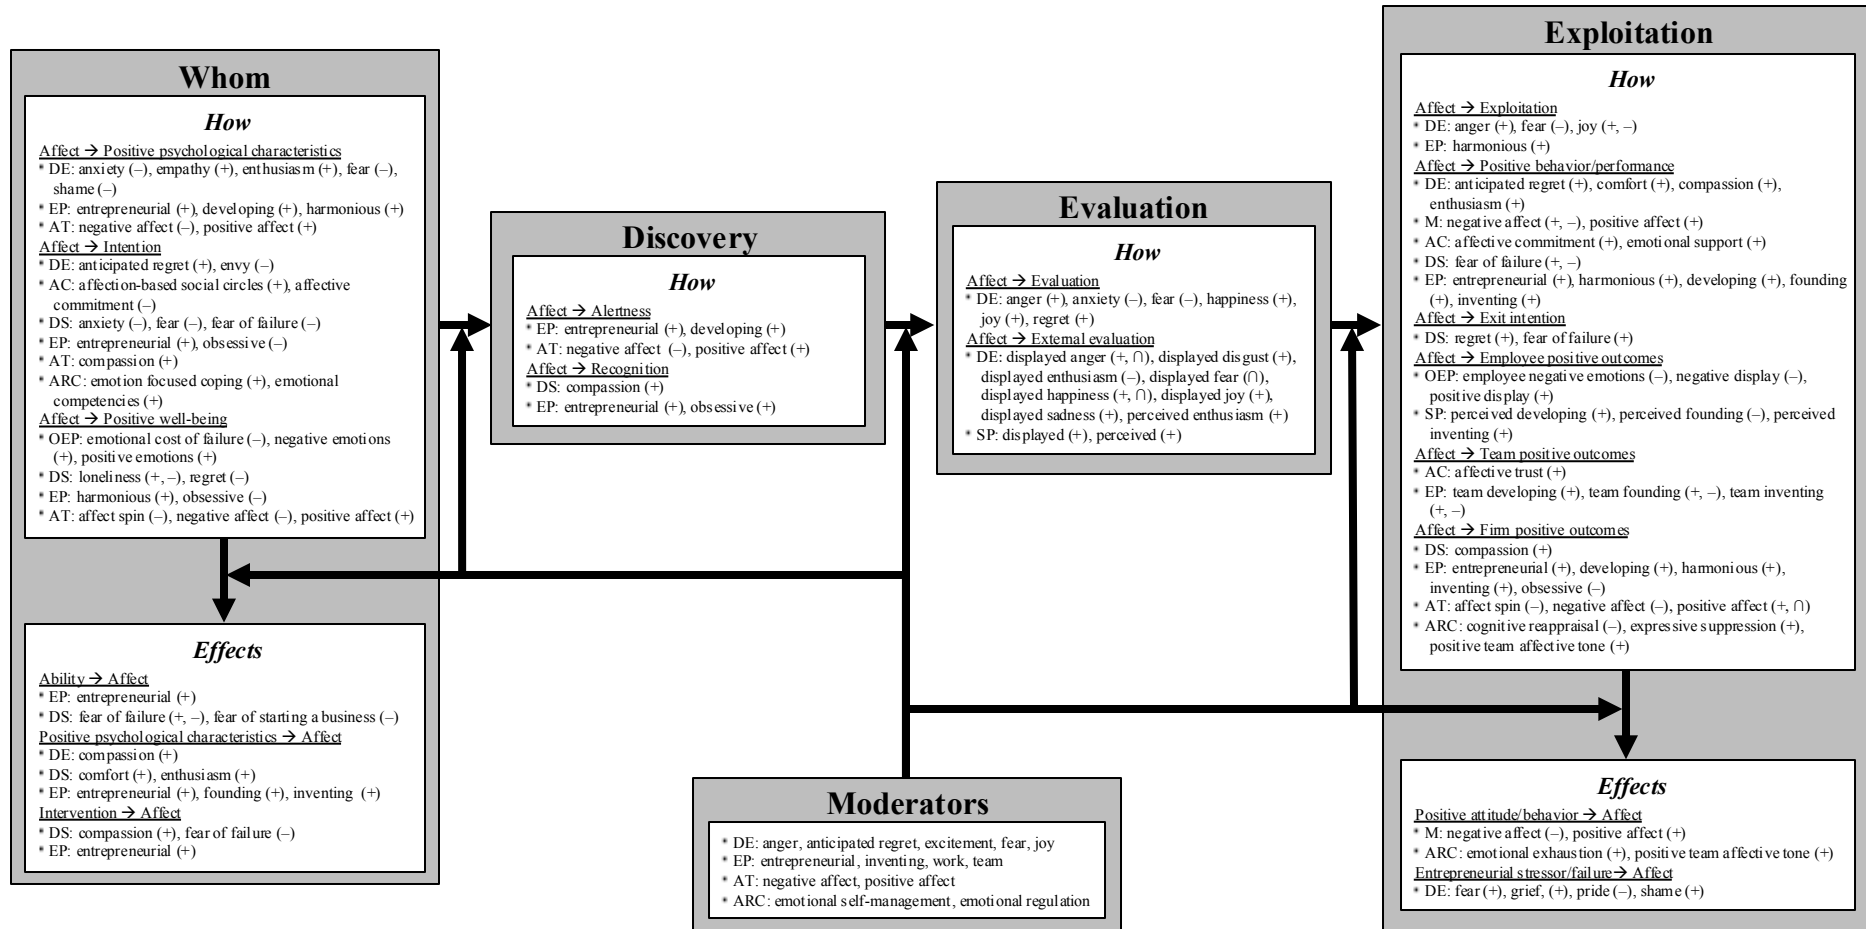 Whom
How
Affect → Positive psychological characteristics
* DE: anxiety (–), empathy (+), enthusiasm (+), fear (–),
shame (–)
* EP: entrepreneurial (+), developing (+), harmonious (+)
* AT: negative affect (–), positive affect (+)
Affect → Intention
* DE: anticipated regret (+), envy (–)
* AC: affection-based social circles (+), affective
commitment (–)
* DS: anxiety (–), fear (–), fear of failure (–)
* EP: entrepreneurial (+), obsessive (–)
* AT: compassion (+)
* ARC: emotion focused coping (+), emotional
competencies (+)
Affect → Positive well-being
* OEP: emotional cost of failure (–), negative emotions
(+), positive emotions (+)
* DS: loneliness (+, –), regret (–)
* EP: harmonious (+), obsessive (–)
* AT: affect spin (–), negative affect (–), positive affect (+)
Effects
Ability → Affect
* EP: entrepreneurial (+)
* DS: fear of failure (+, –), fear of starting a business (–)
Positive psychological characteristics → Affect
* DE: compassion (+)
* DS: comfort (+), enthusiasm (+)
* EP: entrepreneurial (+), founding (+), inventing (+)
Intervention → Affect
* DS: compassion (+), fear of failure (–)
* EP: entrepreneurial (+)
Discovery
How
Affect → Alertness
* EP: entrepreneurial (+), developing (+)
* AT: negative affect (–), positive affect (+)
Affect → Recognition
* DS: compassion (+)
* EP: entrepreneurial (+), obsessive (+)
Evaluation
How
Affect → Evaluation
* DE: anger (+), anxiety (–), fear (–), happiness (+),
joy (+), regret (+)
Affect → External evaluation
* DE: displayed anger (+, ∩), displayed disgust (+),
displayed enthusiasm (–), displayed fear (∩),
displayed happiness (+, ∩), displayed joy (+),
displayed sadness (+), perceived enthusiasm (+)
* SP: displayed (+), perceived (+)
Moderators
* DE: anger, anticipated regret, excitement, fear, joy
* EP: entrepreneurial, inventing, work, team
* AT: negative affect, positive affect
* ARC: emotional self-management, emotional regulation
Exploitation
How
Affect → Exploitation
* DE: anger (+), fear (–), joy (+, –)
* EP: harmonious (+)
Affect → Positive behavior/performance
* DE: anticipated regret (+), comfort (+), compassion (+),
enthusiasm (+)
* M: negative affect (+, –), positive affect (+)
* AC: affective commitment (+), emotional support (+)
* DS: fear of failure (+, –)
* EP: entrepreneurial (+), harmonious (+), developing (+), founding
(+), inventing (+)
Affect → Exit intention
* DS: regret (+), fear of failure (+)
Affect → Employee positive outcomes
* OEP: employee negative emotions (–), negative display (–),
positive display (+)
* SP: perceived developing (+), perceived founding (–), perceived
inventing (+)
Affect → Team positive outcomes
* AC: affective trust (+)
* EP: team developing (+), team founding (+, –), team inventing
(+, –)
Affect → Firm positive outcomes
* DS: compassion (+)
* EP: entrepreneurial (+), developing (+), harmonious (+),
inventing (+), obsessive (–)
* AT: affect spin (–), negative affect (–), positive affect (+, ∩)
* ARC: cognitive reappraisal (–), expressive suppression (+),
positive team affective tone (+)
Effects
Positive attitude/behavior → Affect
* M: negative affect (–), positive affect (+)
* ARC: emotional exhaustion (+), positive team affective tone (+)
Entrepreneurial stressor/failure→ Affect
* DE: fear (+), grief, (+), pride (–), shame (+)